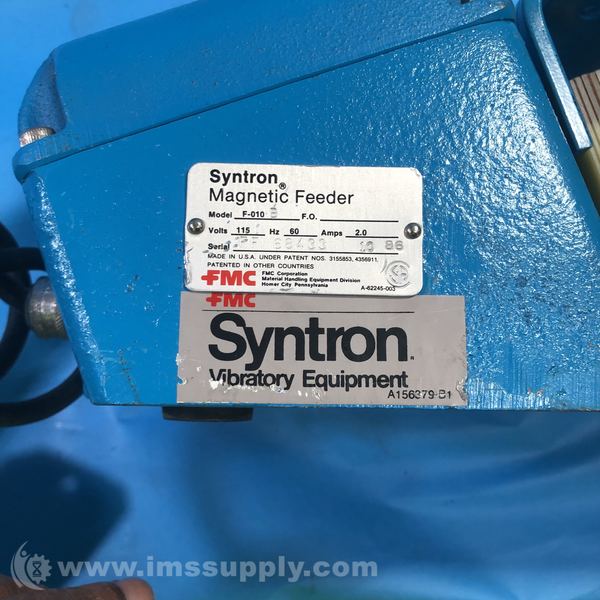 Syntron®
Magnetic Feeder
Model F-010 B F.O.
Volts 115 Hz 60 Amps 2.0
Serial 68433 10 86
MADE IN U.S.A. UNDER PATENT NOS. 3155853, 4356911,
PATENTED IN OTHER COUNTRIES
FMC FMC Corporation
Material Handling Equipment Division
Homer City Pennsylvania
A-62245-003
FMC
Syntron®
Vibratory Equipment
A156379-B1
www.imssupply.com